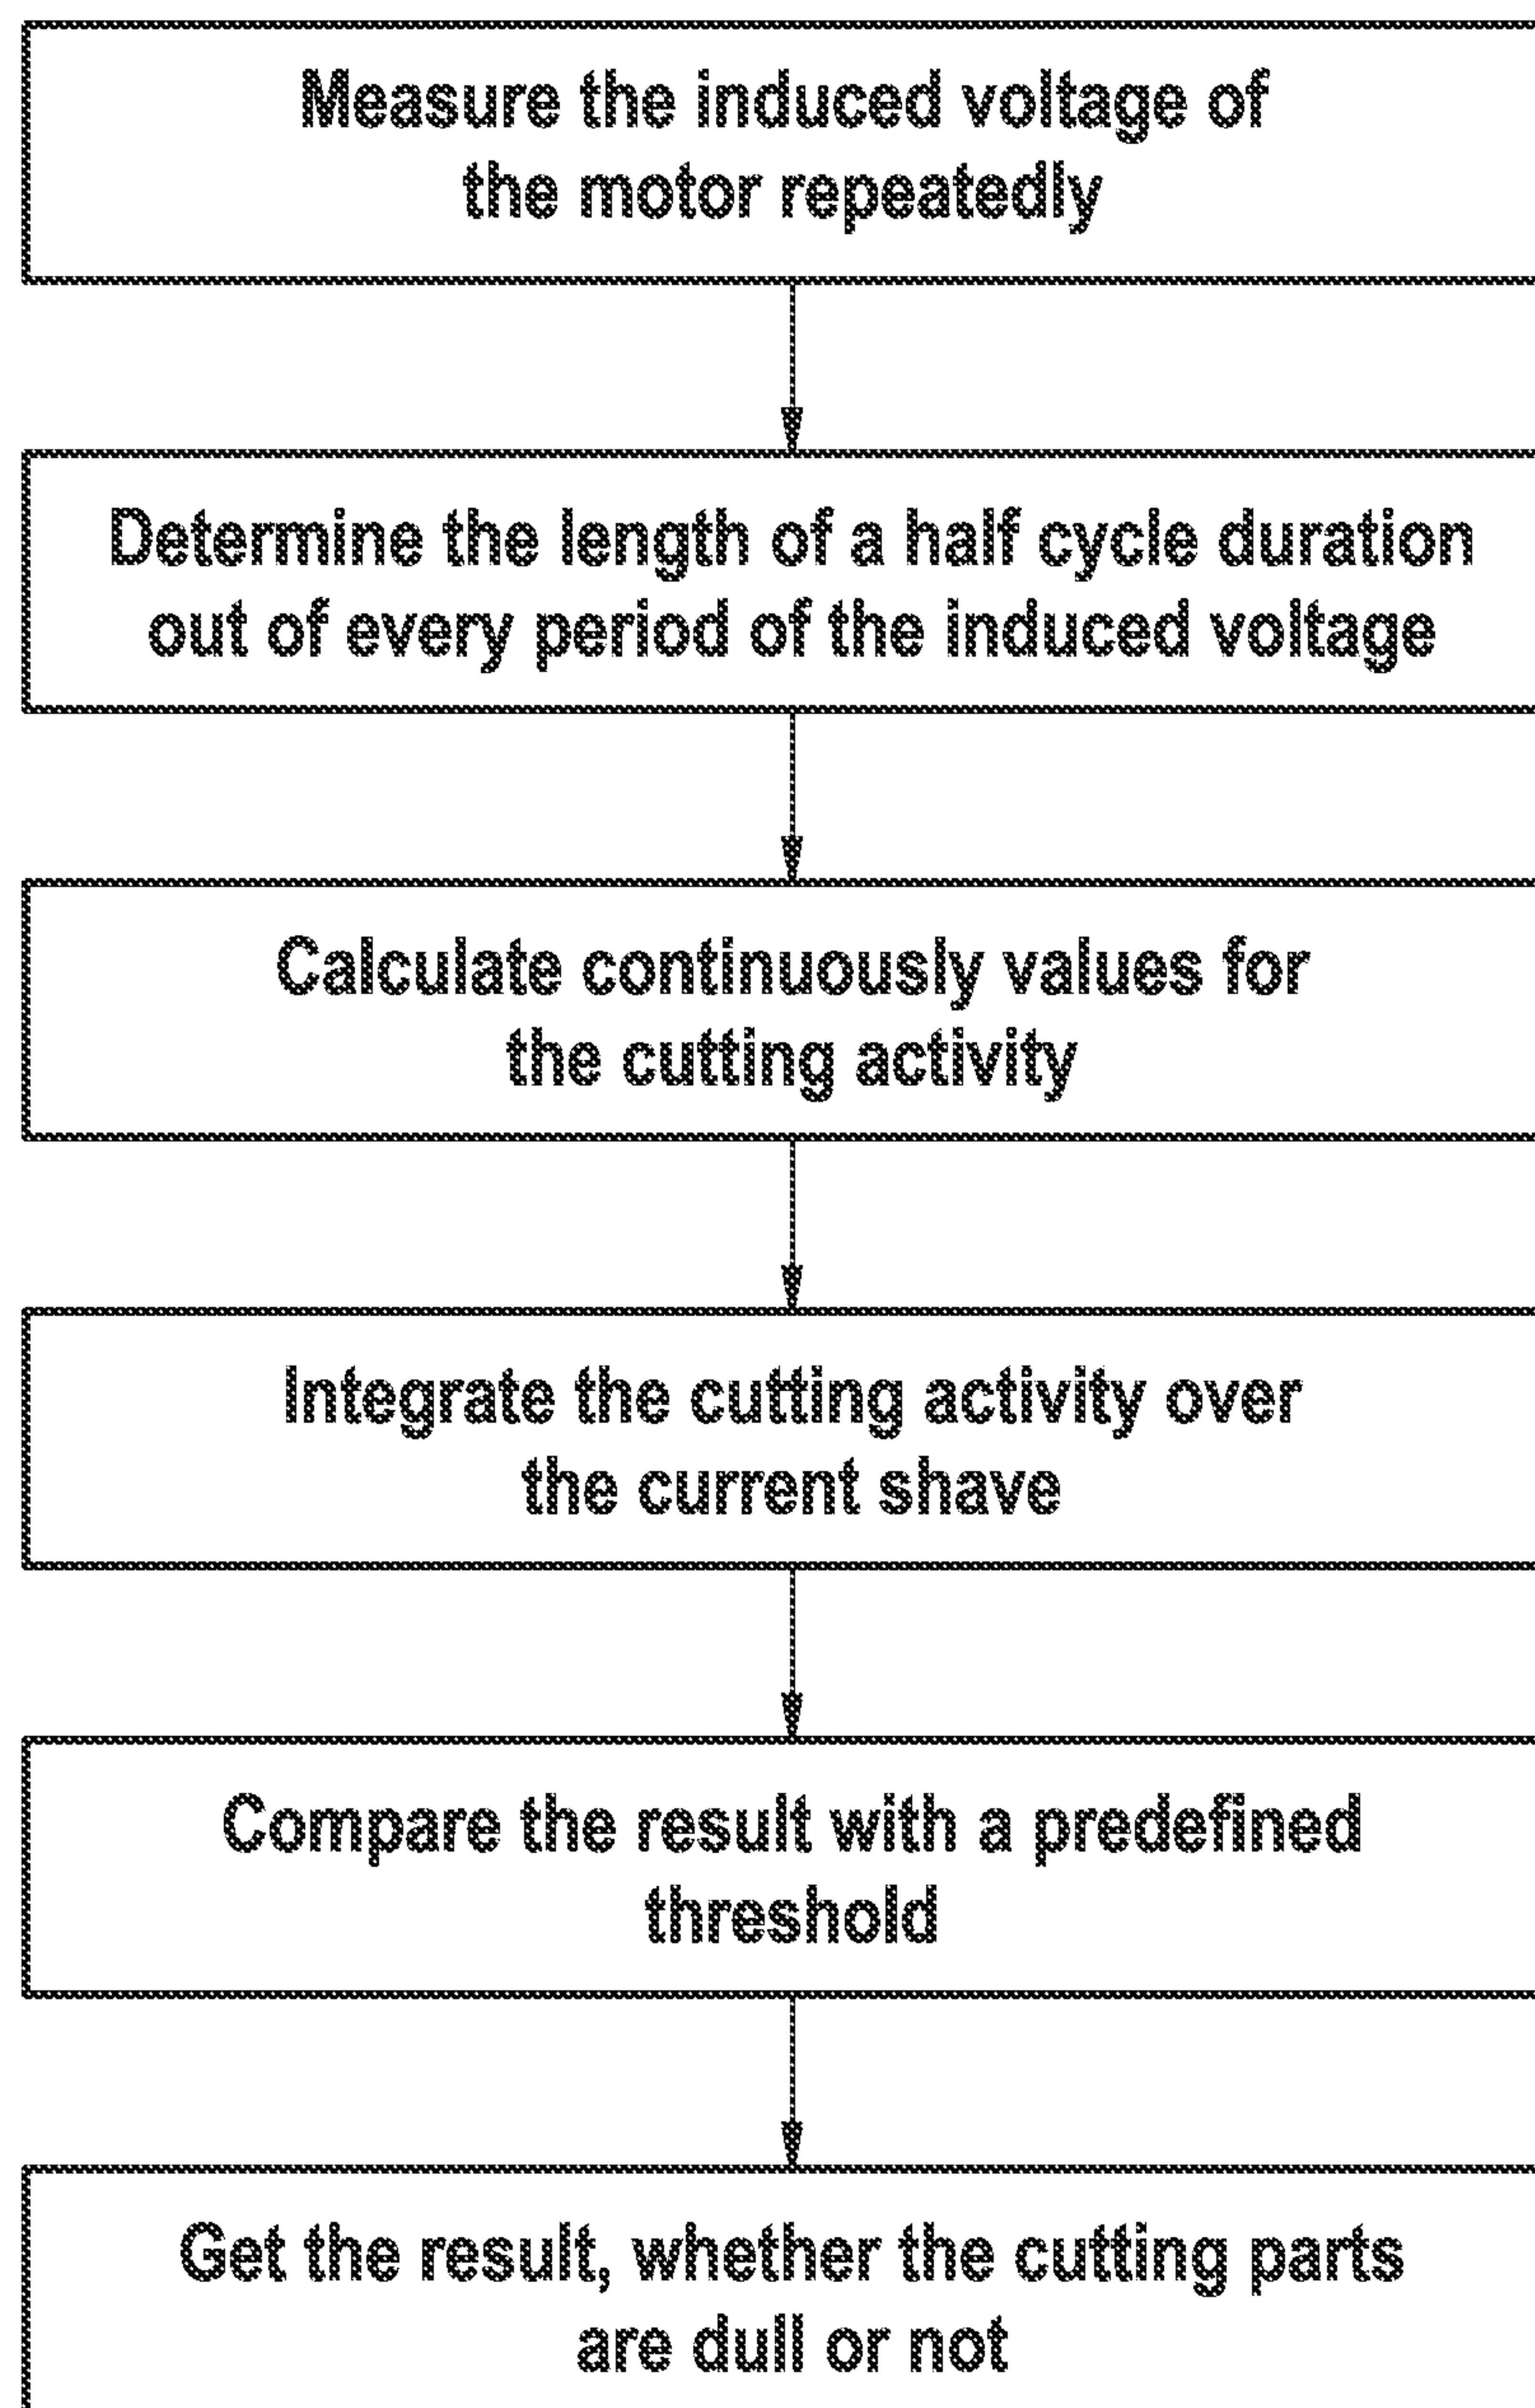 Measure the induced voltage of
the motor repeatedly
Determine the length of a half cycle duration
out of every period of the induced voltage
Calculate continuously values for
the cutting activity
Integrate the cutting activity over
the current shave
Compare the result with a predefined
threshold
Get the result, whether the cutting parts
are dull or not